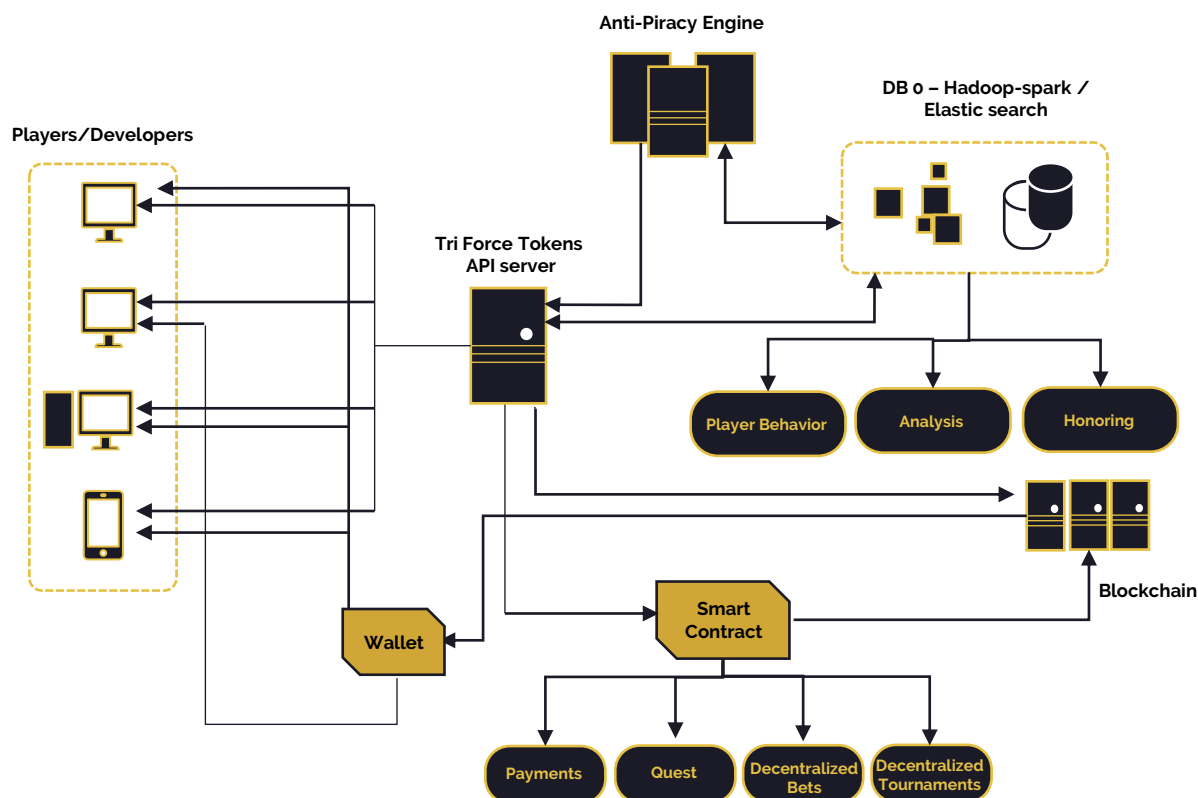 Anti-Piracy Engine
DB 0 – Hadoop-spark /
Elastic search
Players/Developers
Tri Force Tokens
API server
Player Behavior
Analysis
Honoring
Blockchain
Smart
Contract
Wallet
Payments
Quest
Decentralized
Bets
Decentralized
Tournaments